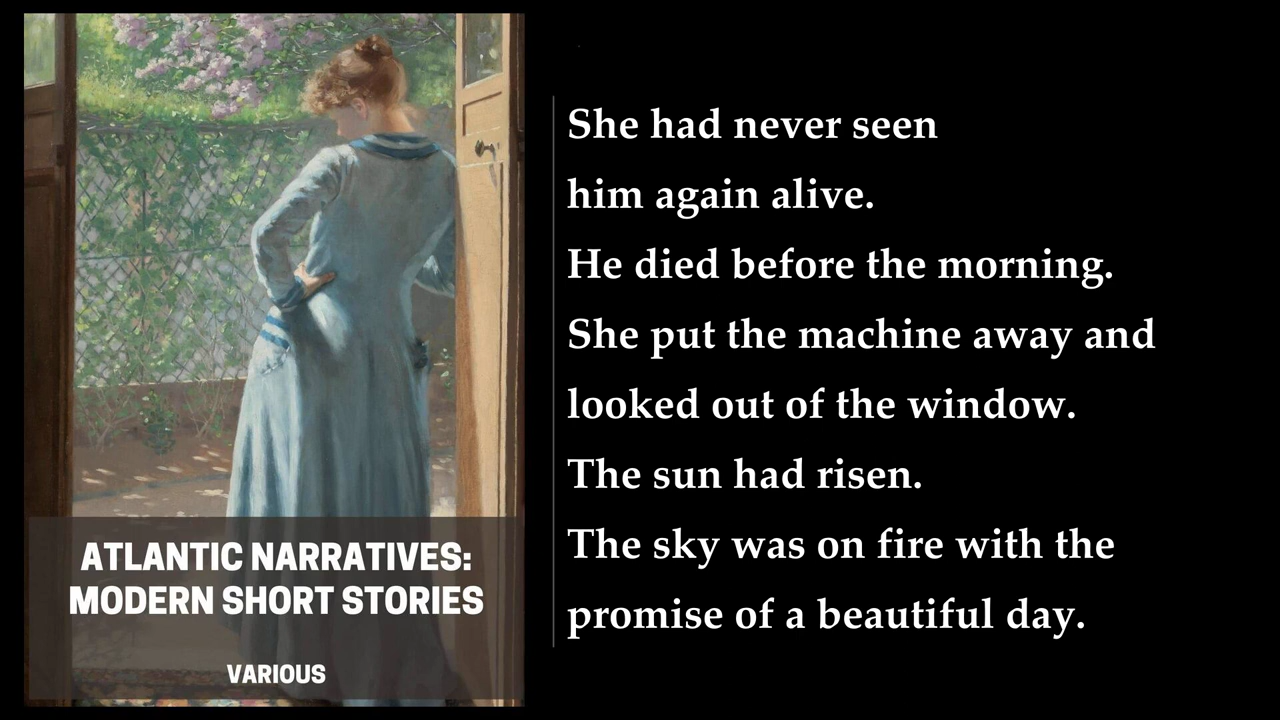 ATLANTIC NARRATIVES:
MODERN SHORT STORIES
VARIOUS
She had never seen
him again alive.
He died before the morning.
She put the machine away and
looked out of the window.
The sun had risen.
The sky was on fire with the
promise of a beautiful day.